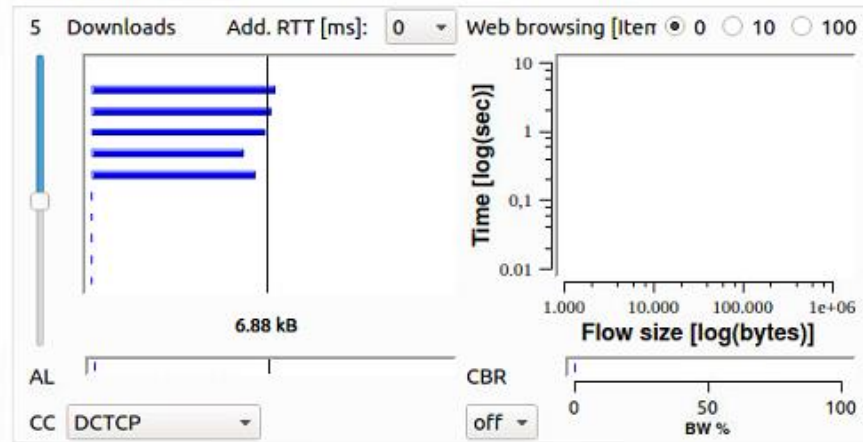 5 Downloads Add. RTT [ms]: 0 Web browsing [Iten 0 10 100
10
1
0,1
0.01
Time [log(sec)]
1.000 10.000 100.000 1e+06
Flow size [log(bytes)]
6.88 kB
AL
CBR
0 50 100
BW %
CC DCTCP
off